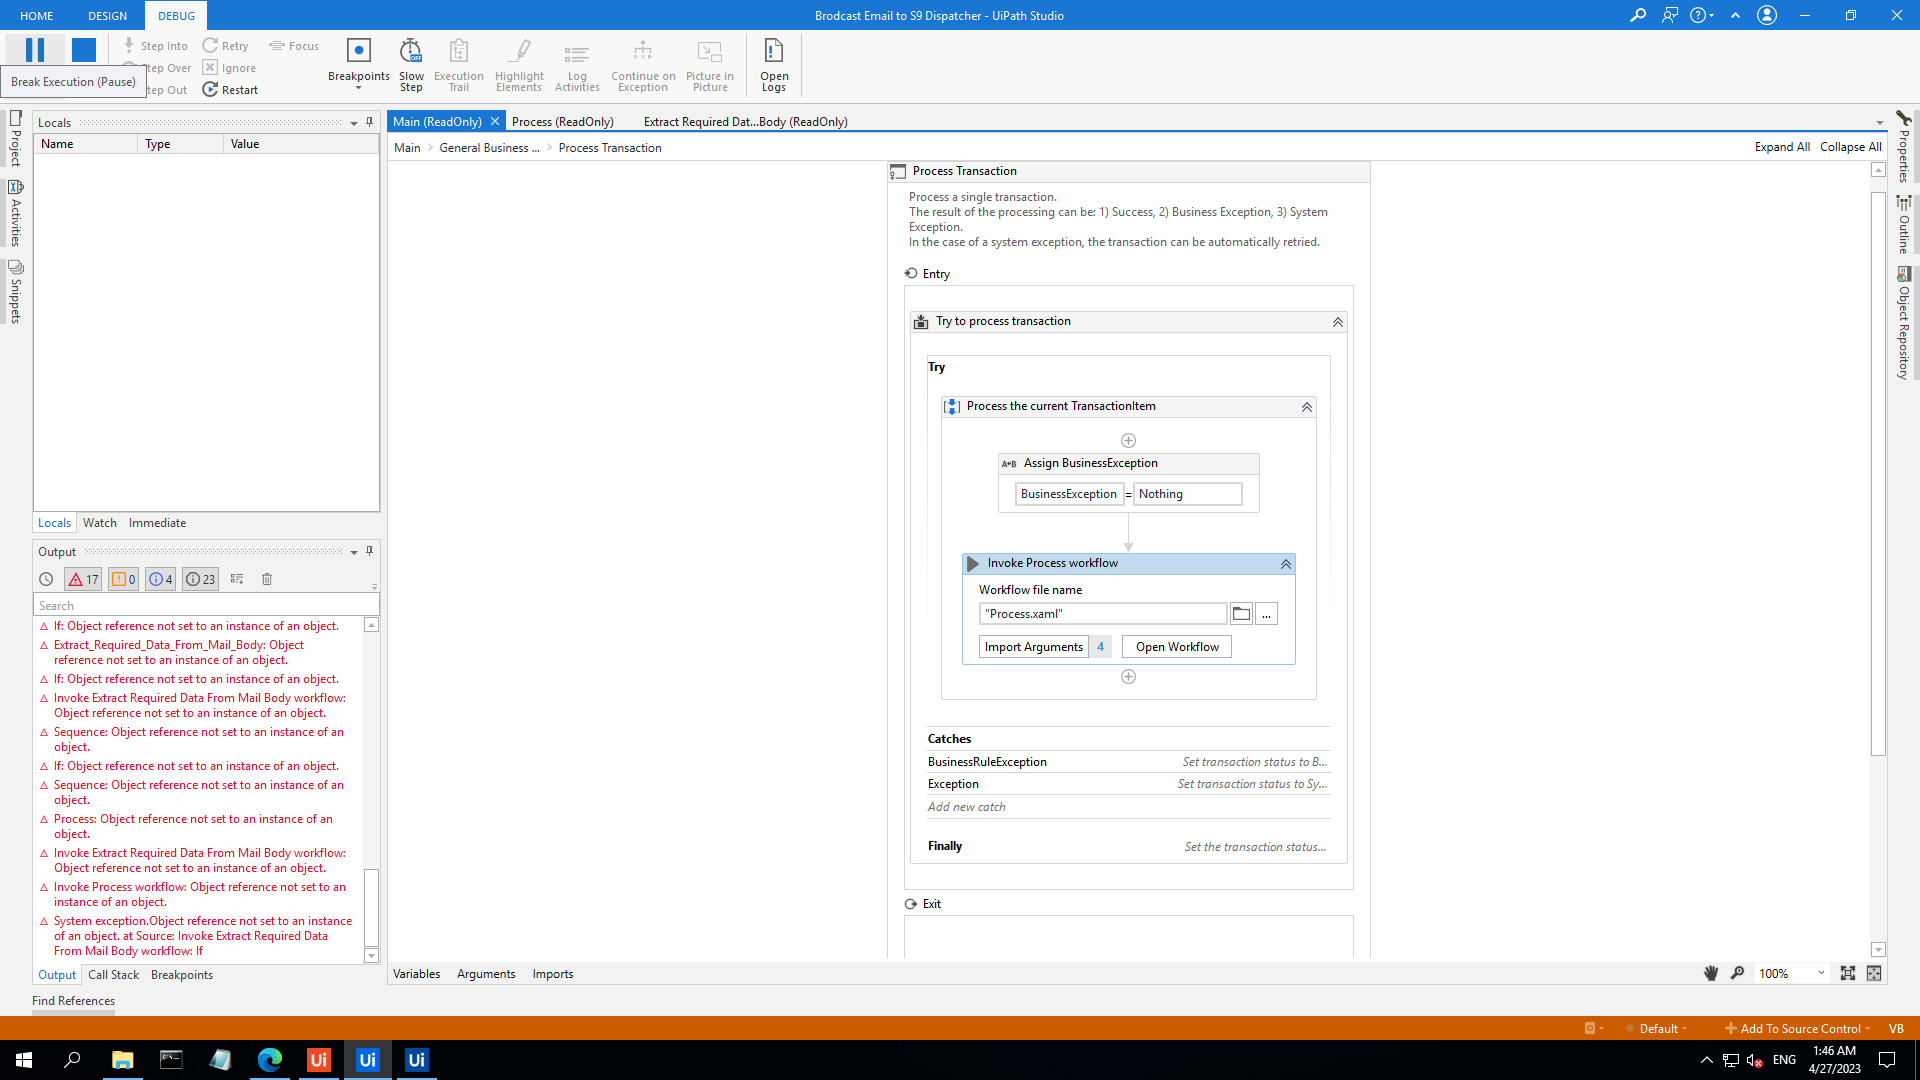 HOME
DESIGN
DEBUG
Brodcast Email to S9 Dispatcher - UiPath Studio
Step Into
Retry
Focus
tep Over
Ignore
tep Out
Restart
Break Execution (Pause)
Breakpoints
Slow
Step
Execution
Trail
Highlight
Elements
Log
Activities
Continue on
Exception
Picture in
Picture
Open
Logs
Project
Activities
Snippets
Locals
Name
Type
Value
Locals
Watch
Immediate
Output
17
0
4
23
Search
If: Object reference not set to an instance of an object.
Extract_Required_Data_From_Mail_Body: Object
reference not set to an instance of an object.
If: Object reference not set to an instance of an object.
Invoke Extract Required Data From Mail Body workflow:
Object reference not set to an instance of an object.
Sequence: Object reference not set to an instance of an
object.
If: Object reference not set to an instance of an object.
Sequence: Object reference not set to an instance of an
object.
Process: Object reference not set to an instance of an
object.
Invoke Extract Required Data From Mail Body workflow:
Object reference not set to an instance of an object.
Invoke Process workflow: Object reference not set to an
instance of an object.
System exception.Object reference not set to an instance
of an object. at Source: Invoke Extract Required Data
From Mail Body workflow: If
Output
Call Stack
Breakpoints
Find References
Main (ReadOnly)
Process (ReadOnly)
Extract Required Dat...Body (ReadOnly)
Main
General Business ...
Process Transaction
Expand All
Collapse All
Process Transaction
Process a single transaction.
The result of the processing can be: 1) Success, 2) Business Exception, 3) System
Exception.
In the case of a system exception, the transaction can be automatically retried.
Entry
Try to process transaction
Try
Process the current TransactionItem
A+B
Assign BusinessException
BusinessException = Nothing
Invoke Process workflow
Workflow file name
"Process.xaml"
...
Import Arguments
4
Open Workflow
Catches
BusinessRuleException
Set transaction status to B...
Exception
Set transaction status to Sy...
Add new catch
Finally
Set the transaction status...
Exit
Variables
Arguments
Imports
100%
Properties
Outline
Object Repository
Default
Add To Source Control
VB
Ui
Ui
Ui
ENG
1:46 AM
4/27/2023